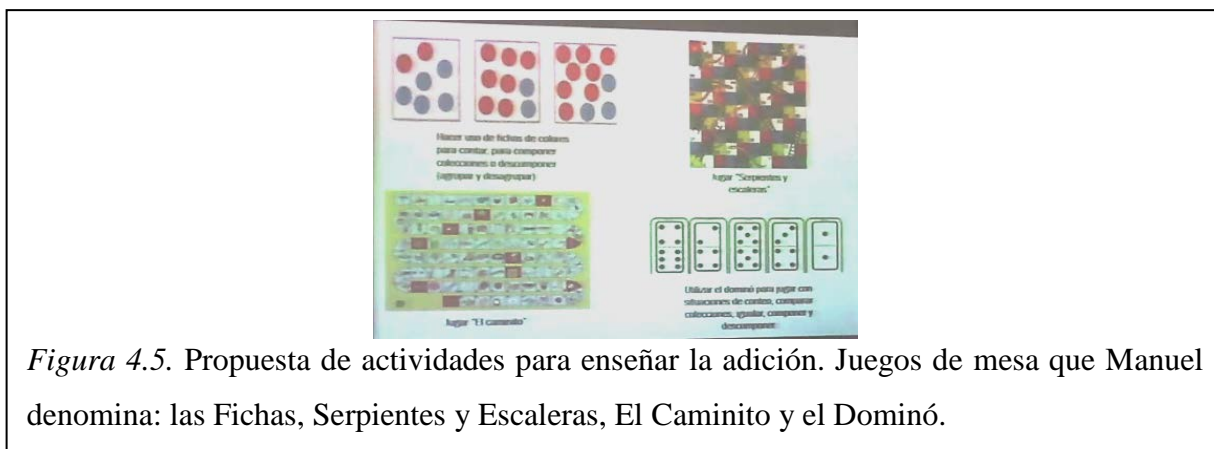 Hacer uso de fichas de colores
para contar, para componer
colecciones o descomponer
(agrupar y desagrupar)
Jugar "Serpientes y
escaleras"
Jugar "El caminito"
Utilizar el dominó para jugar con
situaciones de conteo, comparar
colecciones, igualar, componer y
descomponer.
Figura 4.5. Propuesta de actividades para enseñar la adición. Juegos de mesa que Manuel
denomina: las Fichas, Serpientes y Escaleras, El Caminito y el Dominó.